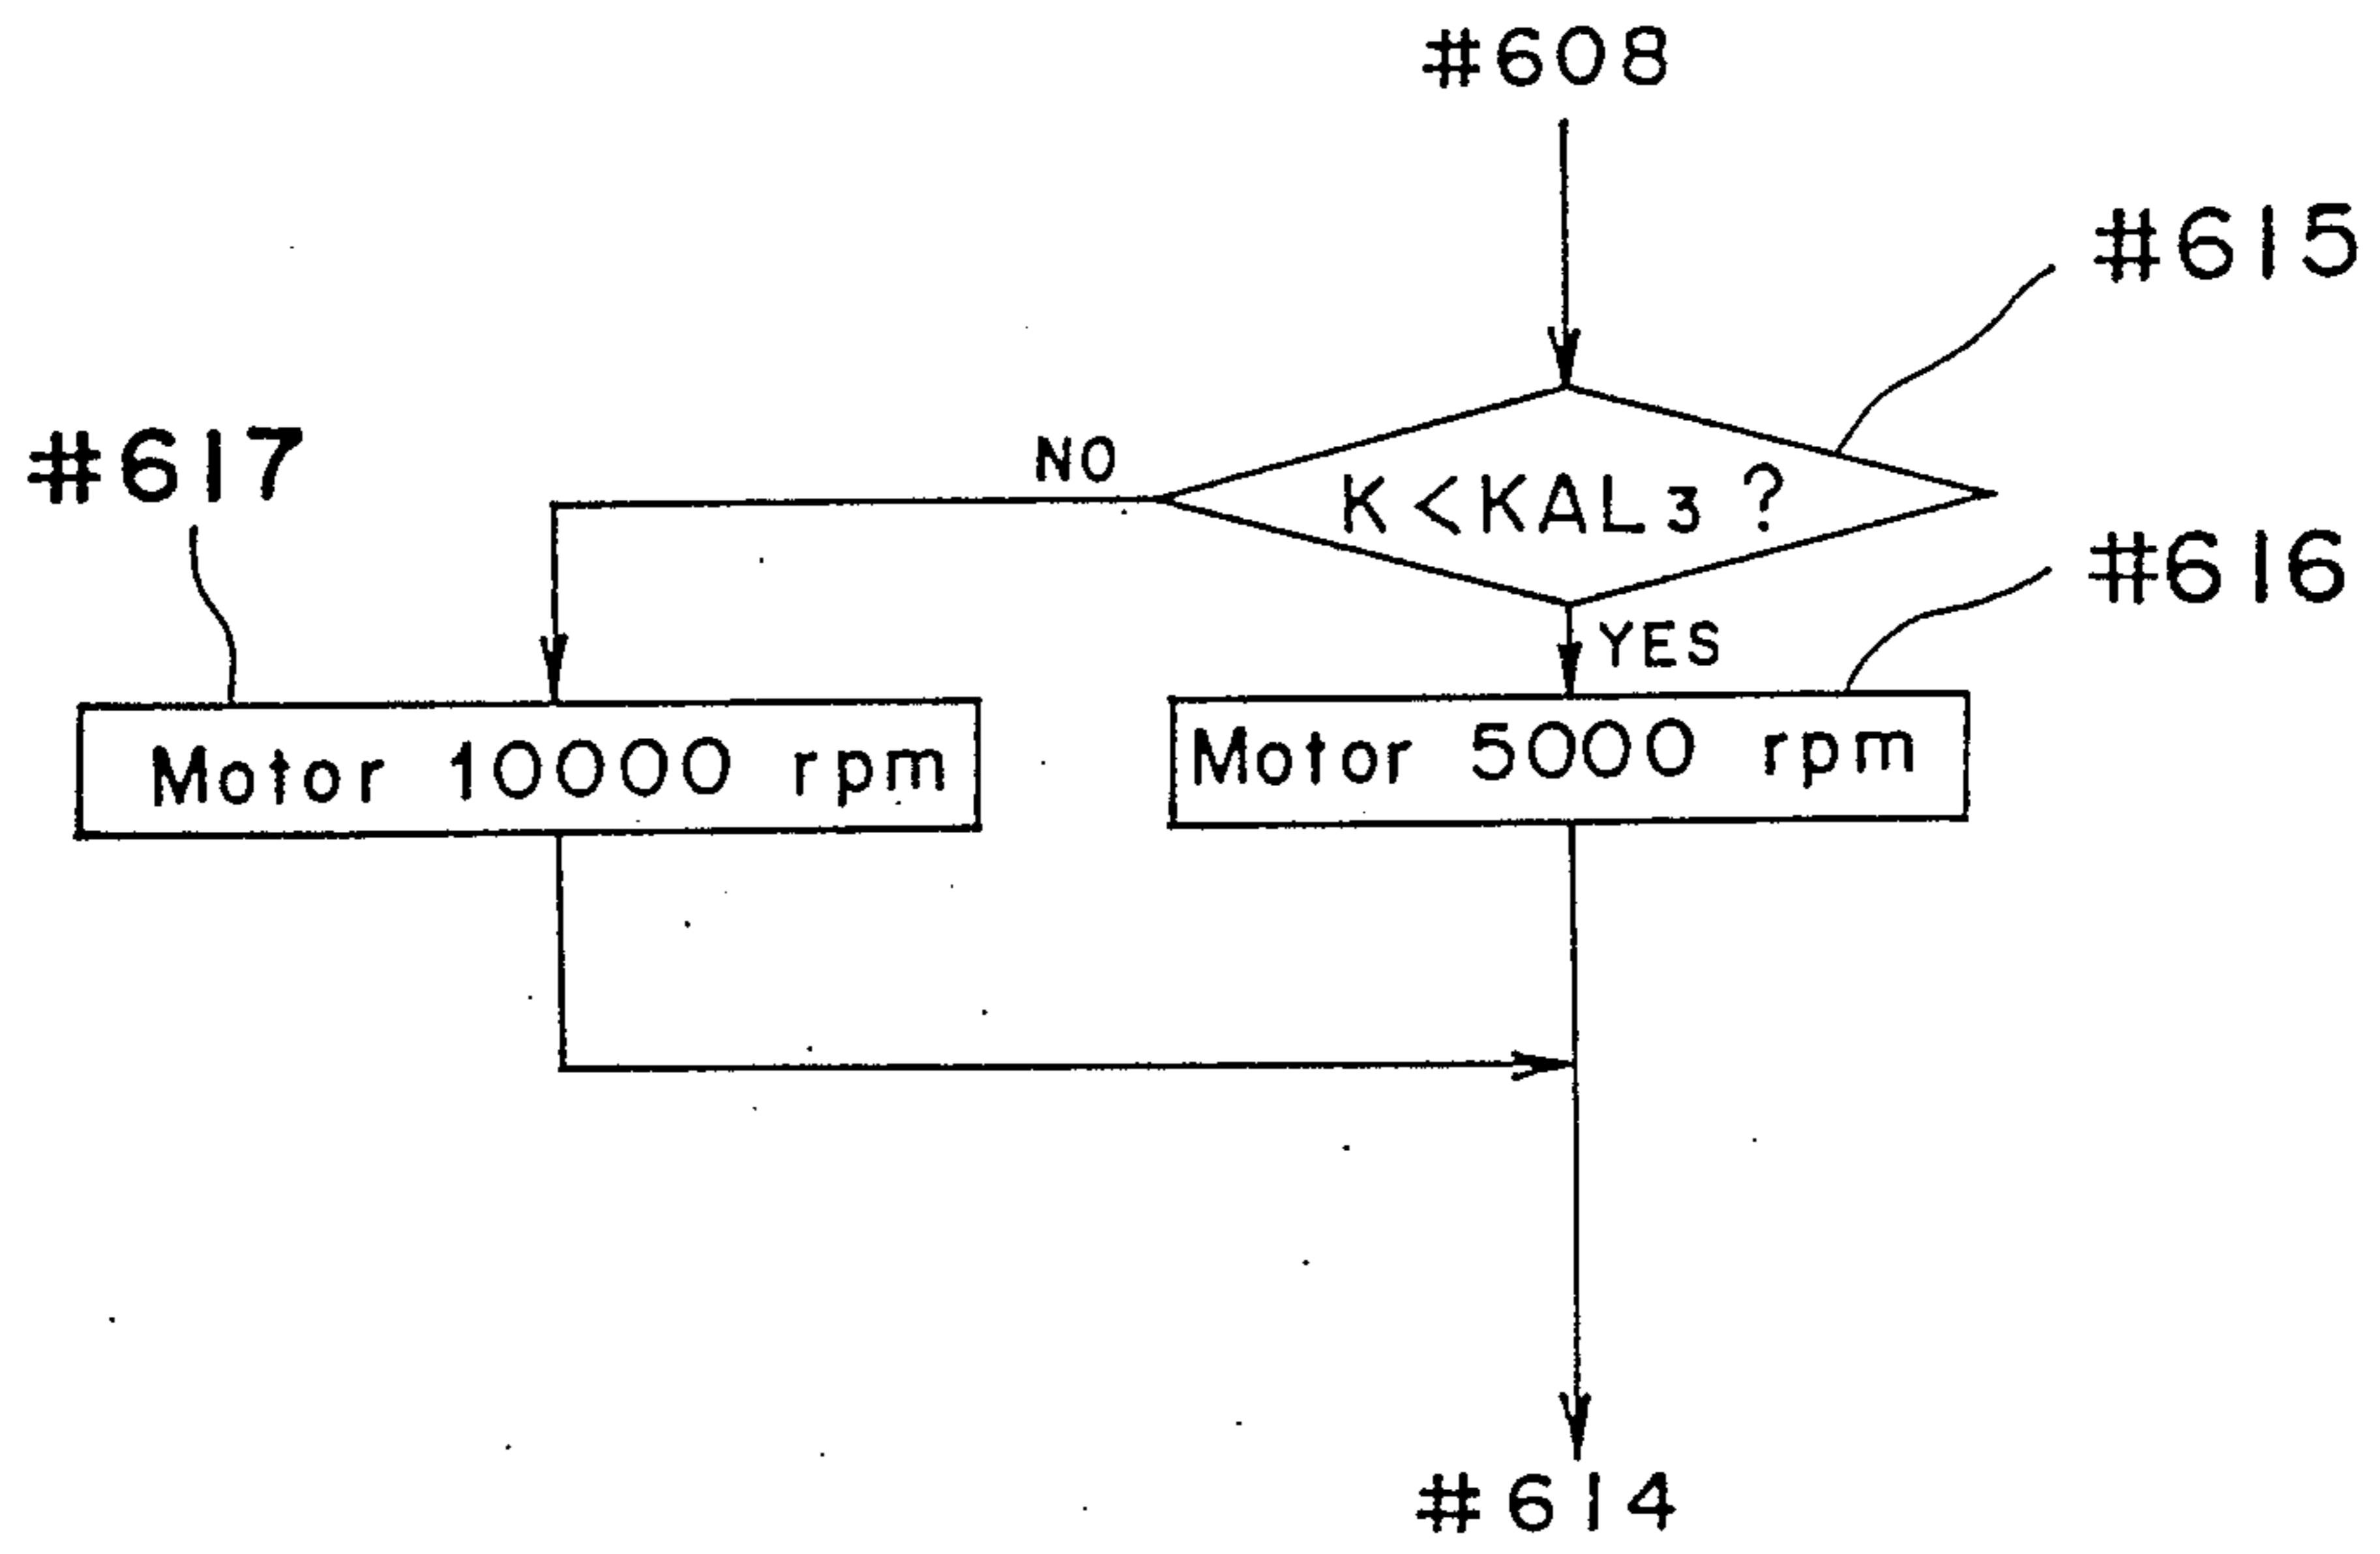 #608
#615
#617
NO
K<KAL3?
#616
YES
Motor 10000 rpm
Motor 5000 rpm
#614